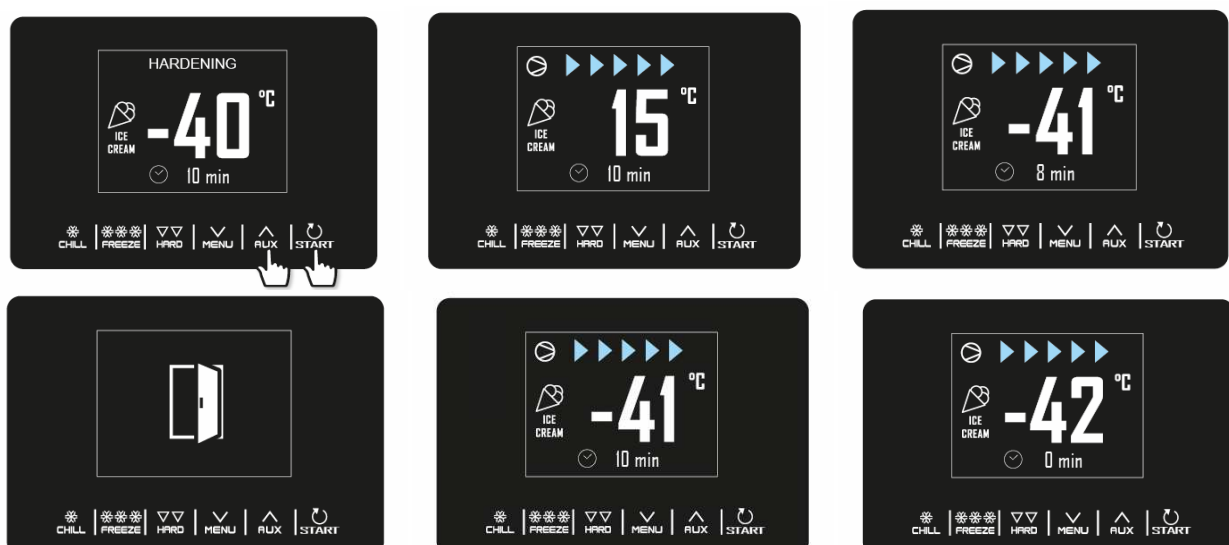 HARDENING
-40 °C
ICE
CREAM
10 min
CHILL FREEZE HARD MENU AUX START
15 °C
ICE
CREAM
10 min
CHILL FREEZE HARD MENU AUX START
-41 °C
ICE
CREAM
8 min
CHILL FREEZE HARD MENU AUX START
CHILL FREEZE HARD MENU AUX START
-41 °C
ICE
CREAM
10 min
CHILL FREEZE HARD MENU AUX START
-42 °C
ICE
CREAM
0 min
CHILL FREEZE HARD MENU AUX START